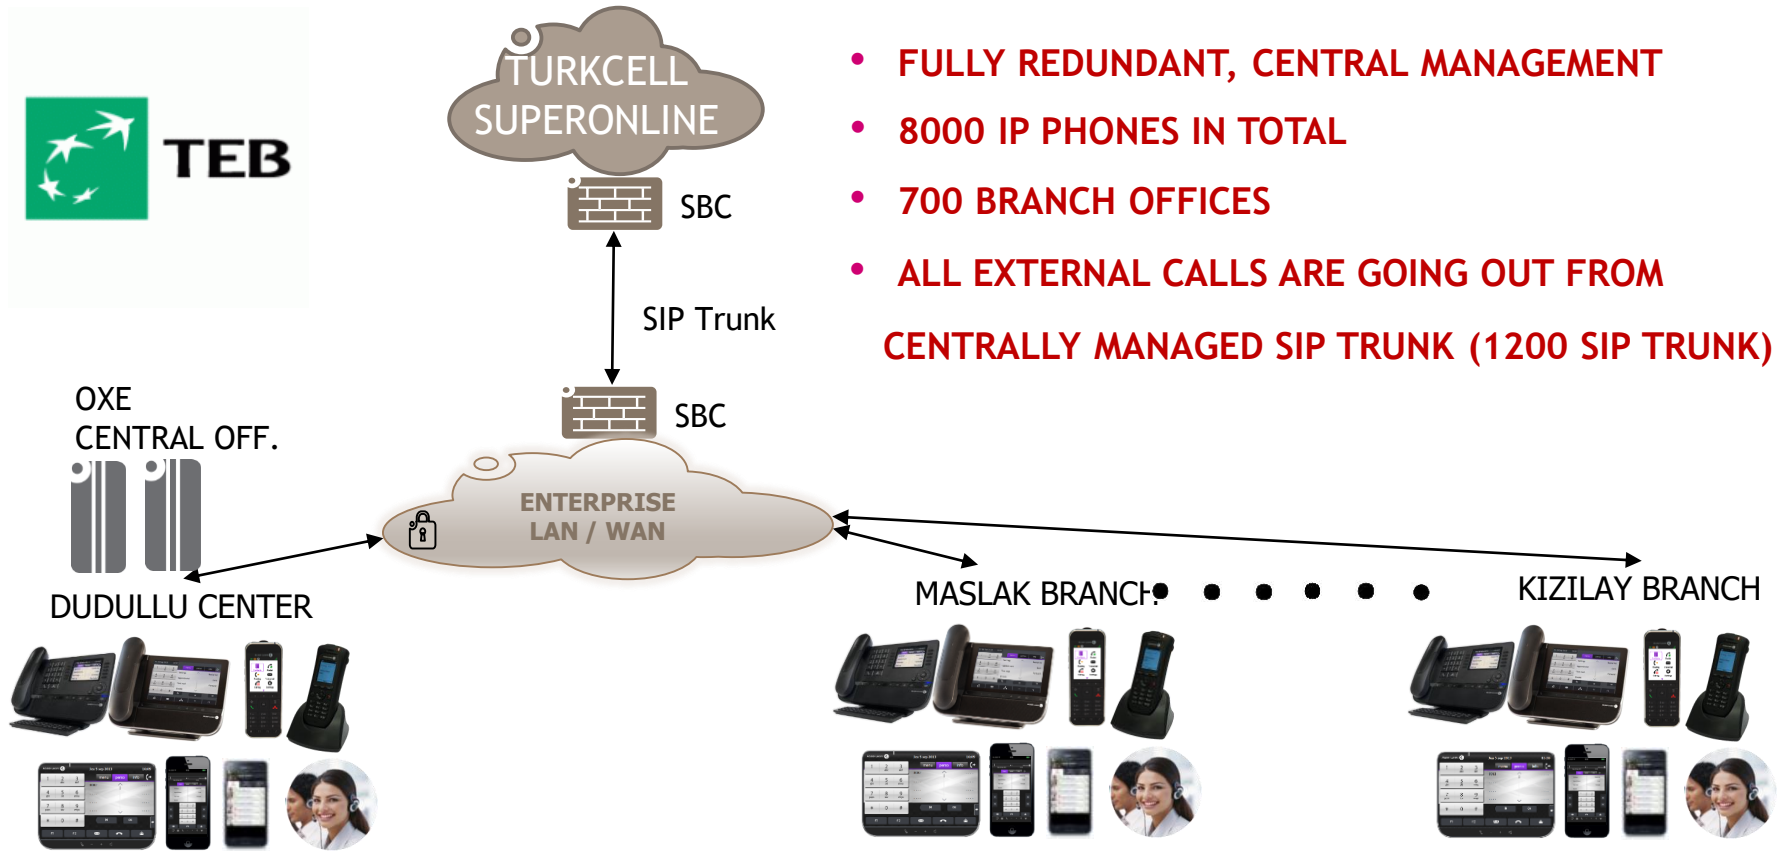 TEB
TURKCELL
SUPERONLINE
SBC
SIP Trunk
SBC
• FULLY REDUNDANT, CENTRAL MANAGEMENT
• 8000 IP PHONES IN TOTAL
• 700 BRANCH OFFICES
• ALL EXTERNAL CALLS ARE GOING OUT FROM
CENTRALLY MANAGED SIP TRUNK (1200 SIP TRUNK)
OXE
CENTRAL OFF.
ENTERPRISE
LAN / WAN
DUDULLU CENTER
MASLAK BRANCH
KIZILAY BRANCH